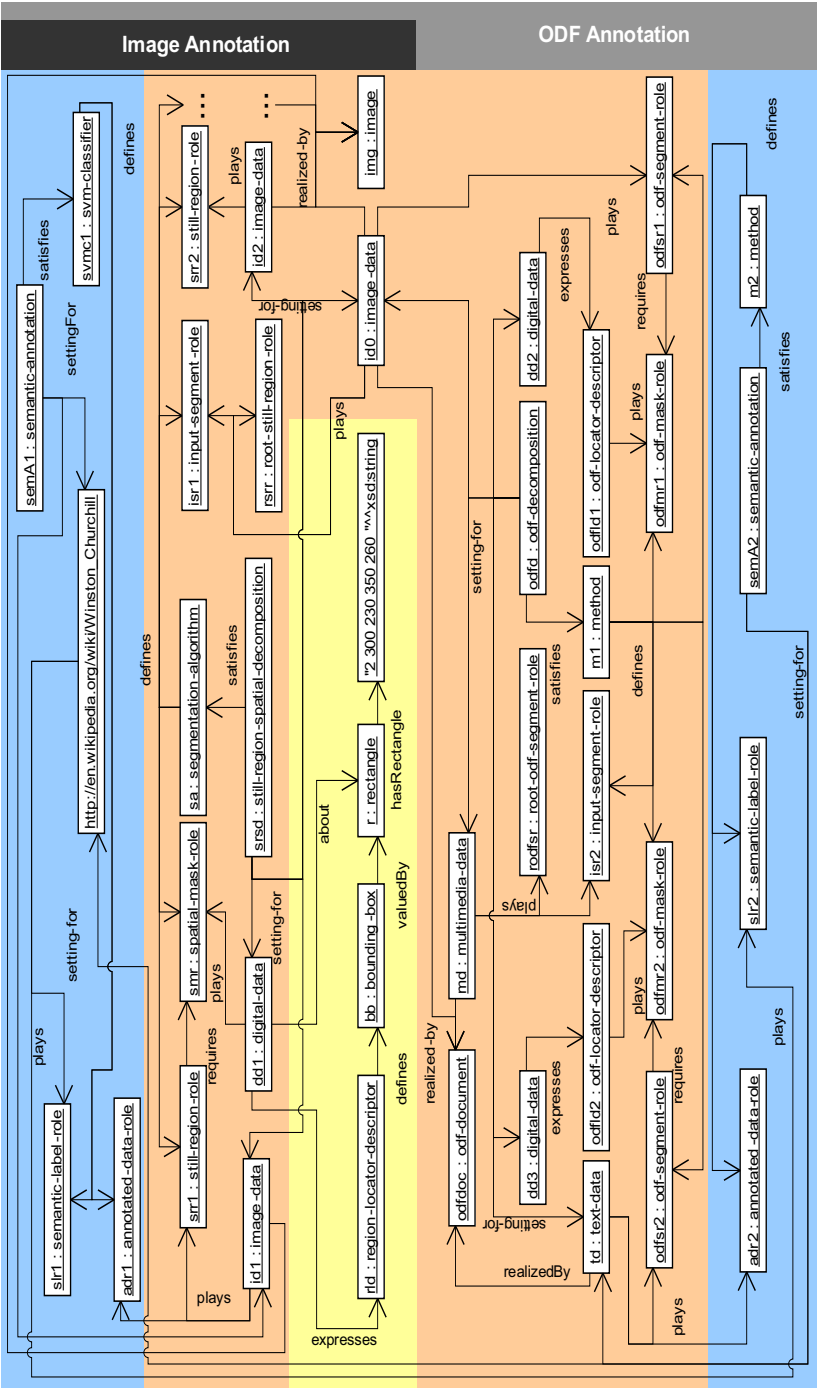 Image Annotation
ODF Annotation
svmc1 : svm-classifier
defines
satisfies
semA1 : semantic-annotation
settingFor
http://en.wikipedia.org/wiki/Winston_Churchill
setting-for
plays
slr1 : semantic-label-role
adr1 : annotated-data-role
...
...
srr2 : still-region-role
plays
id2 : image-data
realized-by
img : image
setting-for
isr1 : input-segment-role
rsrr : root-still-region-role
plays
id0 : image-data
defines
sa: segmentation-algorithm
satisfies
srsd : still-region-spatial-decomposition
smr : spatial-mask-role
plays
setting-for
about
requires
dd1 : digital-data
srr1 : still-region-role
plays
id1 : image-data
expresses
"2 300 230 350 260 "^^xsd:string
hasRectangle
r : rectangle
valuedBy
bb : bounding-box
defines
rld : region-locator-descriptor
odfsr1 : odf-segment-role
plays
expresses
dd2 : digital-data
requires
odfld1 : odf-locator-descriptor
plays
odfmr1 : odf-mask-role
odfd : odf-decomposition
setting-for
m1 : method
satisfies
defines
rodfsr : root-odf-segment-role
isr2 : input-segment-role
md : multimedia-data
plays
realized-by
odfdoc : odf-document
odfld2 : odf-locator-descriptor
plays
odfmr2 : odf-mask-role
dd3 : digital-data
expresses
requires
setting-for
td : text-data
odfsr2 : odf-segment-role
realizedBy
plays
defines
m2 : method
satisfies
semA2 : semantic-annotation
setting-for
slr2 : semantic-label-role
plays
adr2 : annotated-data-role